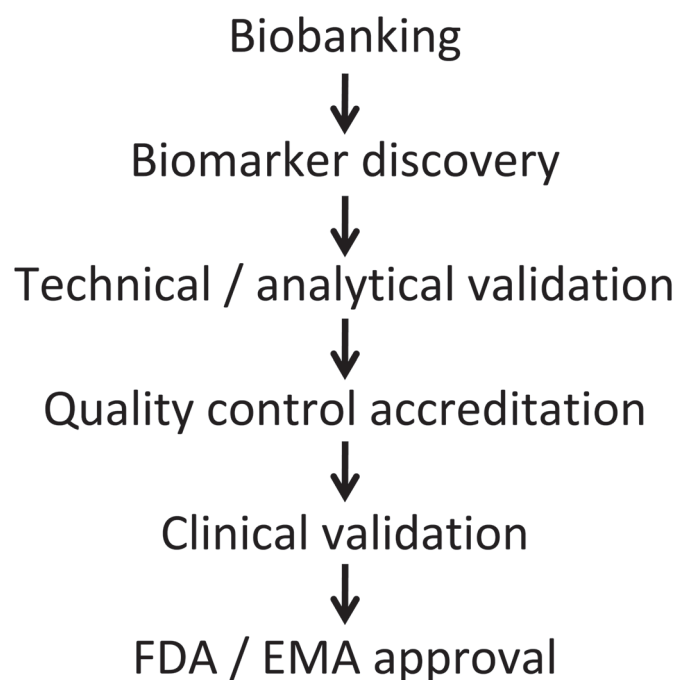 Biobanking
Biomarker discovery
Technical / analytical validation
Quality control accreditation
Clinical validation
FDA / EMA approval